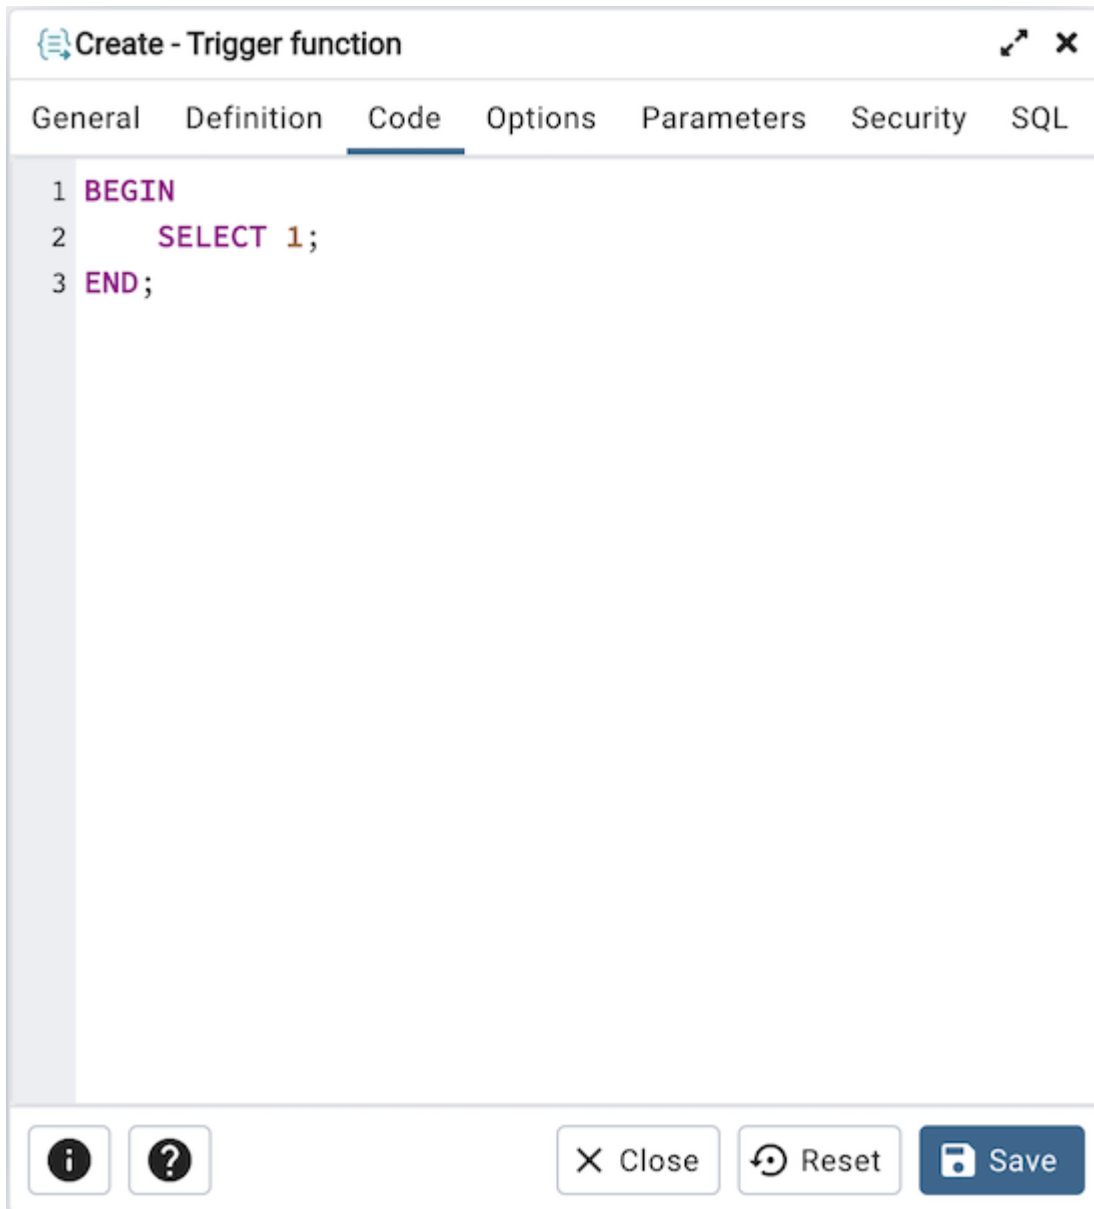 Create - Trigger function
General Definition Code Options Parameters Security SQL
1 BEGIN
2     SELECT 1;
3 END;
Close Reset Save